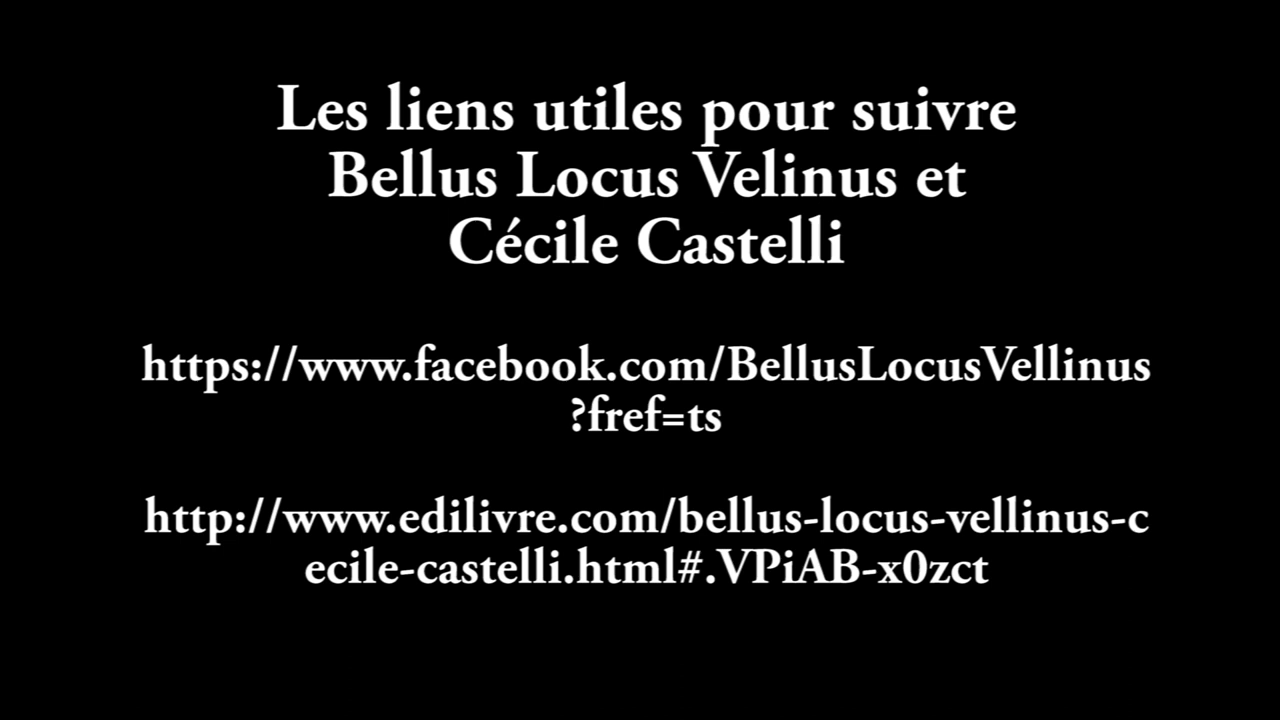 Les liens utiles pour suivre
Bellus Locus Velinus et
Cécile Castelli
https://www.facebook.com/BellusLocusVellinus
?fref=ts
http://www.edilivre.com/bellus-locus-vellinus-c
ecile-castelli.html#.VPiAB-x0zct